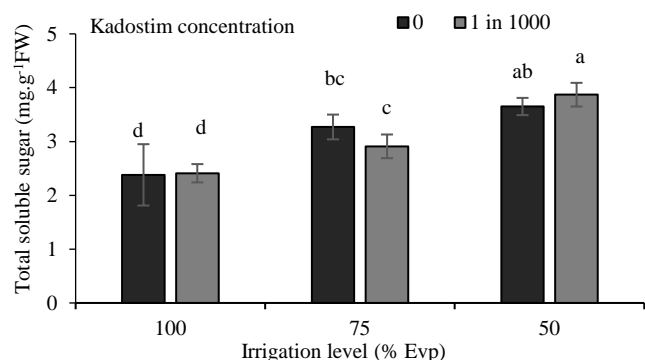 Kadostim concentration
0
1 in 1000
Total soluble sugar (mg.g⁻¹FW)
5
4
3
2
1
0
d
d
bc
c
ab
a
100
75
50
Irrigation level (% Evp)